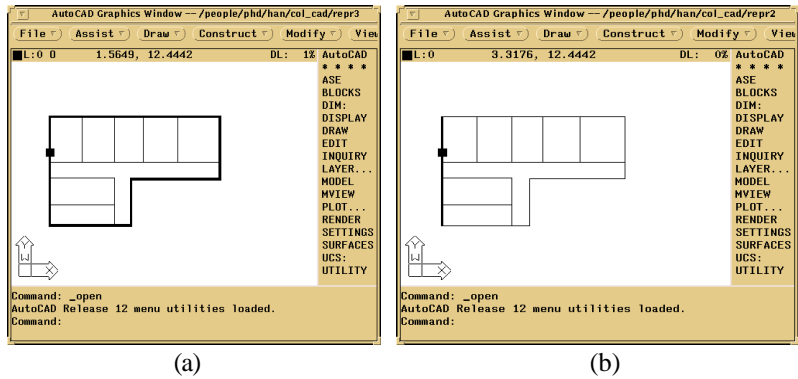 AutoCAD Graphics Window -- /people/phd/han/col_cad/repr3
File Assist Draw Construct Modify View
L:0 O 1.5649, 12.4442 DL: 1% AutoCAD
* * * *
ASE
BLOCKS
DIM:
DISPLAY
DRAW
EDIT
INQUIRY
LAYER...
MODEL
MVIEW
PLOT...
RENDER
SETTINGS
SURFACES
UCS:
UTILITY
Y
W
X
Command: _open
AutoCAD Release 12 menu utilities loaded.
Command:
(a)
AutoCAD Graphics Window -- /people/phd/han/col_cad/repr2
File Assist Draw Construct Modify View
L:0 3.3176, 12.4442 DL: 0% AutoCAD
* * * *
ASE
BLOCKS
DIM:
DISPLAY
DRAW
EDIT
INQUIRY
LAYER...
MODEL
MVIEW
PLOT...
RENDER
SETTINGS
SURFACES
UCS:
UTILITY
Y
W
X
Command: _open
AutoCAD Release 12 menu utilities loaded.
Command:
(b)